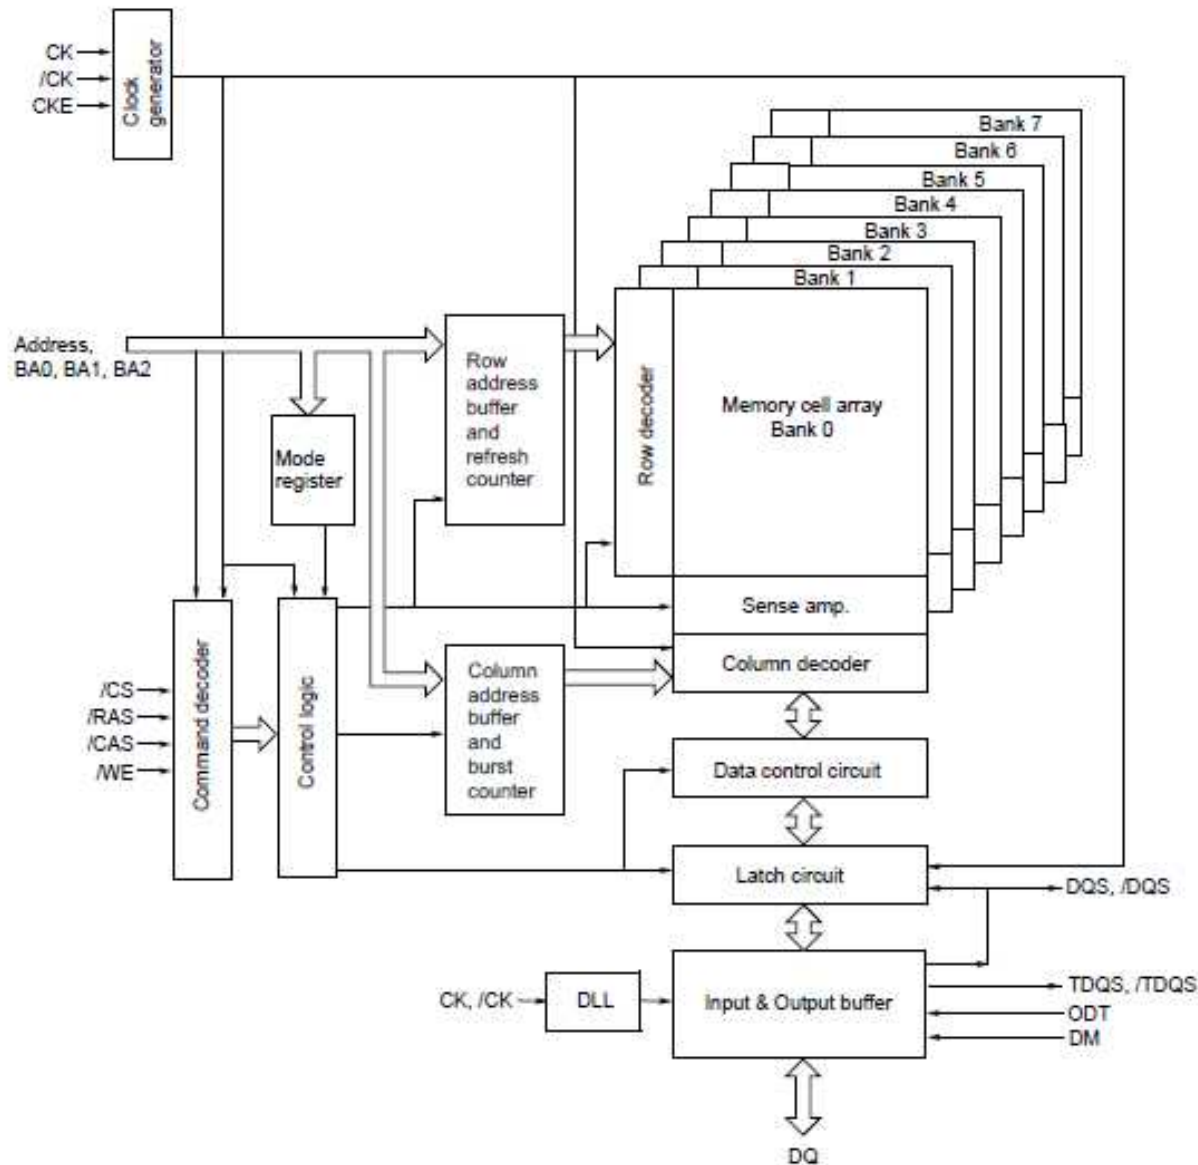 CK
/CK
CKE
Clock
generator
Bank 7
Bank 6
Bank 5
Bank 4
Bank 3
Bank 2
Bank 1
Address,
BA0, BA1, BA2
Row
address
buffer
and
refresh
counter
Row decoder
Memory cell array
Bank 0
Mode
register
Sense amp.
Column decoder
Command decoder
Control logic
Column
address
buffer
and
burst
counter
/CS
/RAS
/CAS
/WE
Data control circuit
Latch circuit
DQS, /DQS
CK, /CK
DLL
Input & Output buffer
TDQS, /TDQS
ODT
DM
DQ